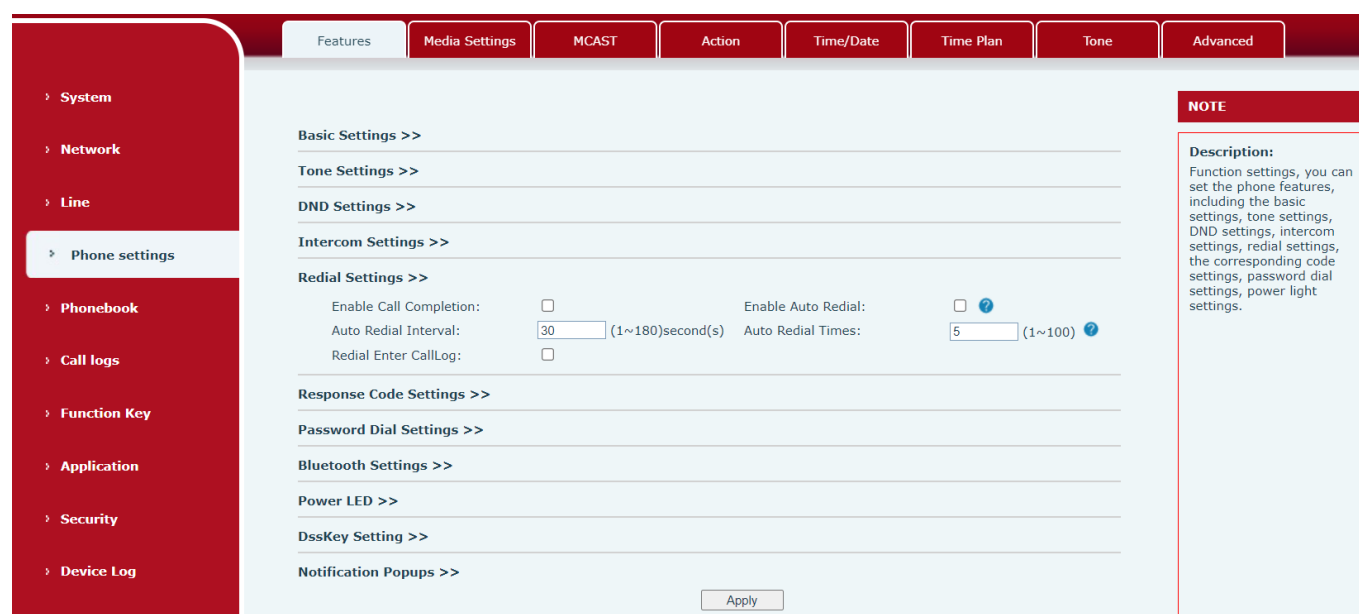 Features
Media Settings
MCAST
Action
Time/Date
Time Plan
Tone
Advanced
System
Network
Line
Phone settings
Phonebook
Call logs
Function Key
Application
Security
Device Log
Basic Settings >>
Tone Settings >>
DND Settings >>
Intercom Settings >>
Redial Settings >>
Enable Call Completion:
Enable Auto Redial:
?
Auto Redial Interval: 30 (1~180)second(s)
Auto Redial Times: 5 (1~100) ?
Redial Enter CallLog:
Response Code Settings >>
Password Dial Settings >>
Bluetooth Settings >>
Power LED >>
DssKey Setting >>
Notification Popups >>
Apply
NOTE
Description:
Function settings, you can
set the phone features,
including the basic
settings, tone settings,
DND settings, intercom
settings, redial settings,
the corresponding code
settings, password dial
settings, power light
settings.